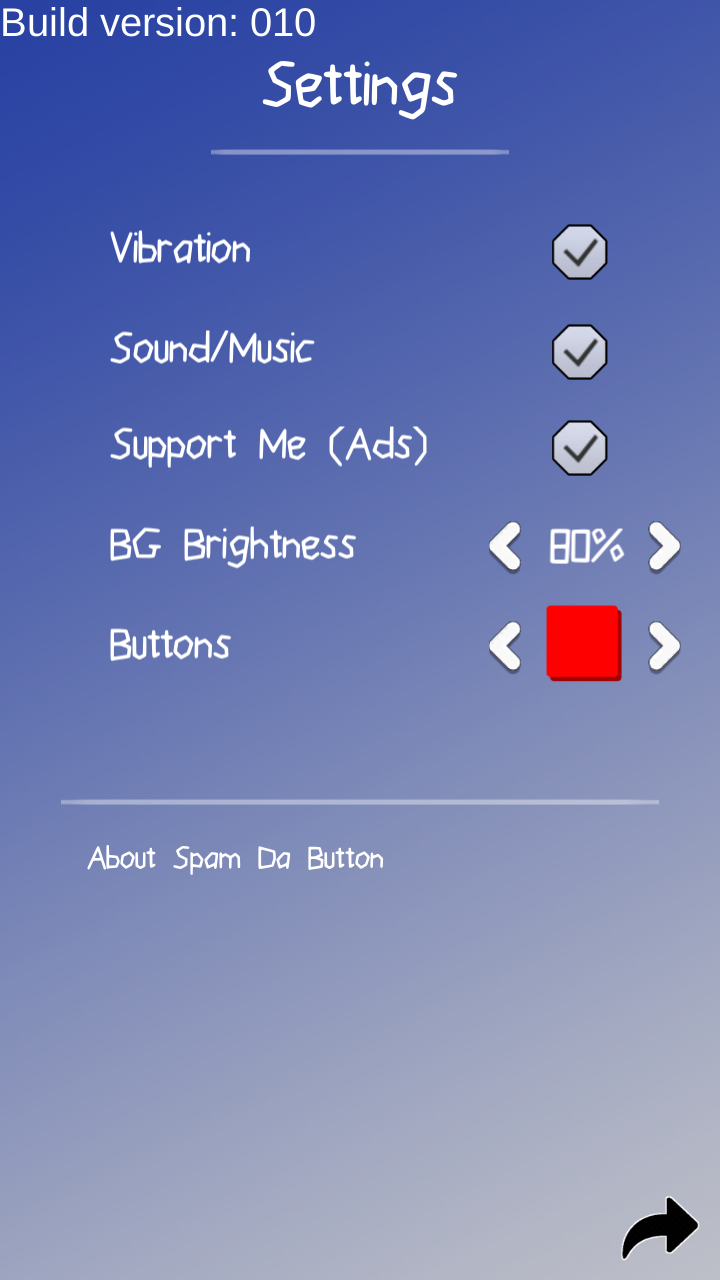 Build version: 010
Settings
Vibration
Sound/Music
Support Me (Ads)
BG Brightness 80%
Buttons
About Spam Da Button